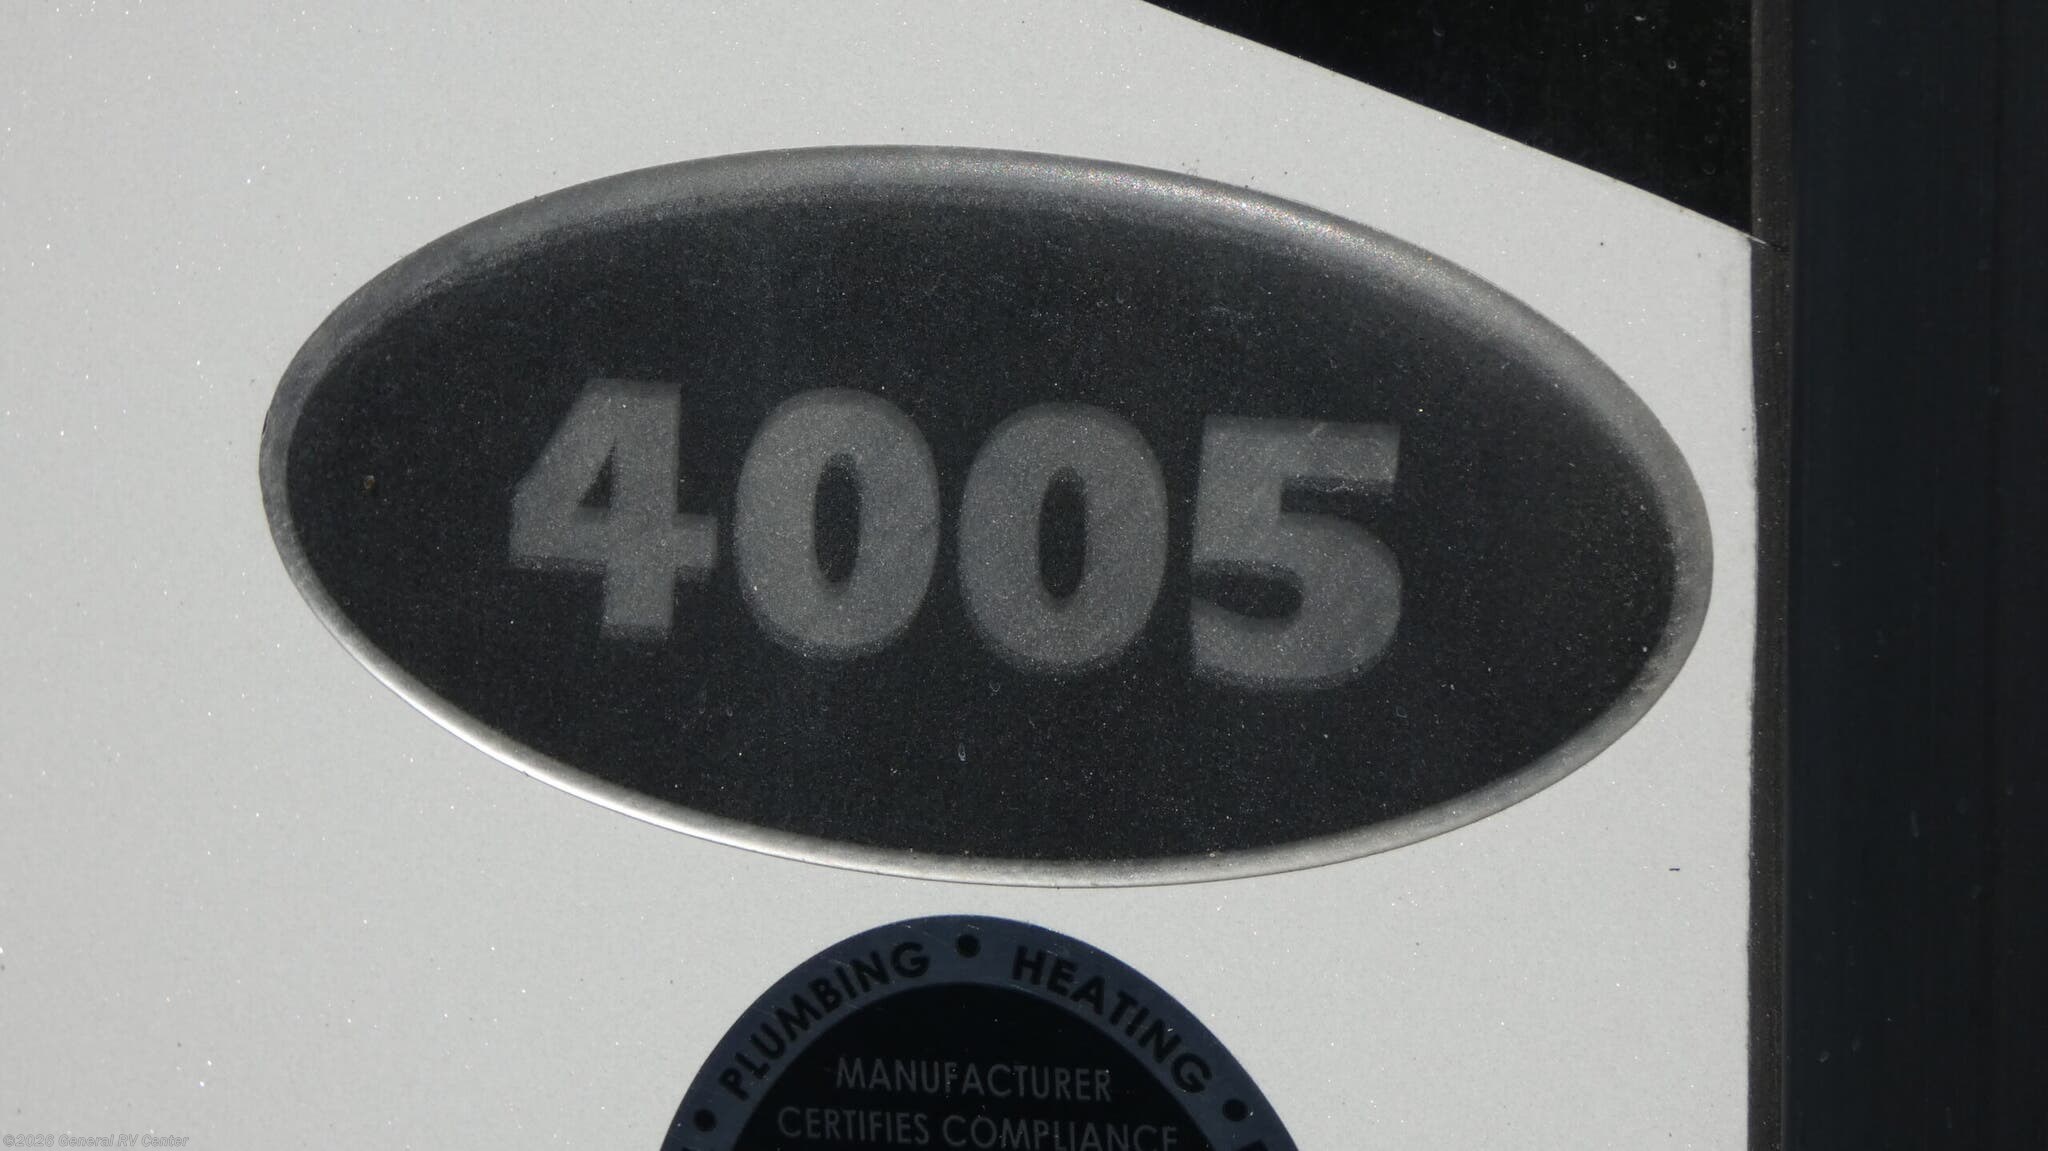 4005
PLUMBING • HEATING •
MANUFACTURER
CERTIFIES COMPLIANCE
©2026 General RV Center